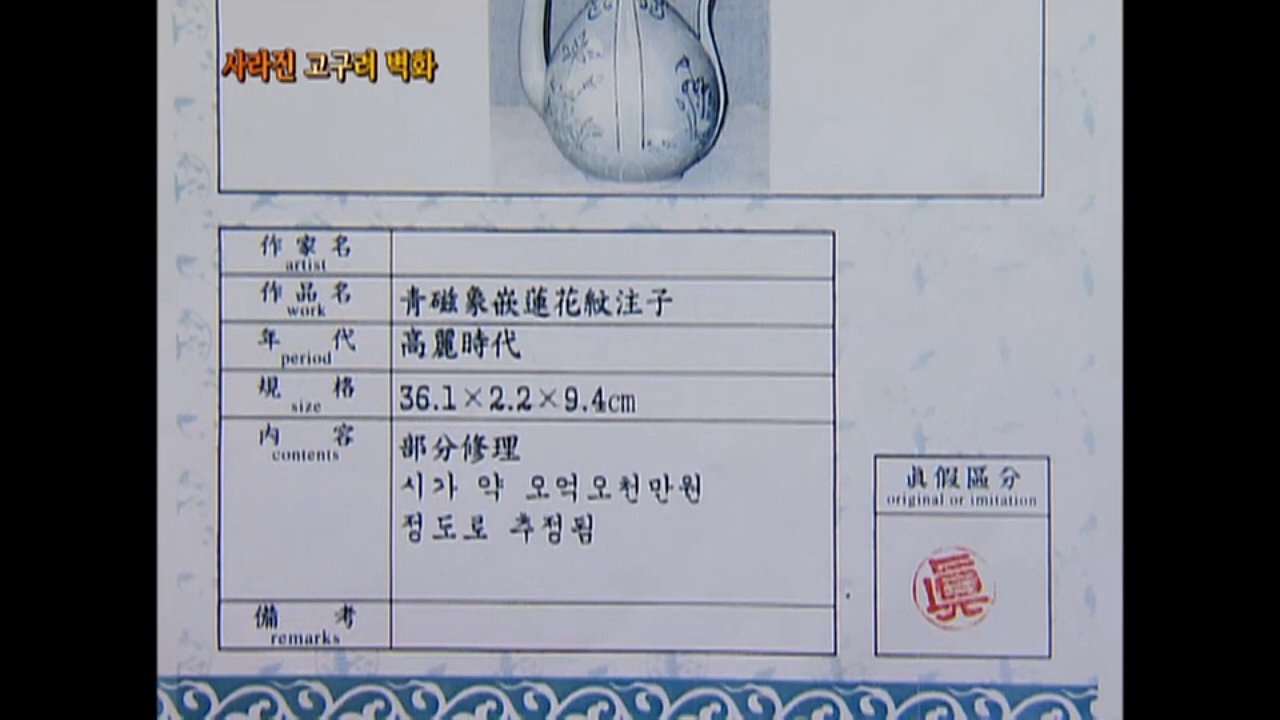 사라진 고구려 벽화
作家名
artist
作品名
work
靑磁象嵌蓮花紋注子
年代
period
高麗時代
規格
size
36.1×2.2×9.4cm
內容
contents
部分修理
시가 약 오억오천만원
정도로 추정됨
備考
remarks
眞假區分
original or imitation
眞